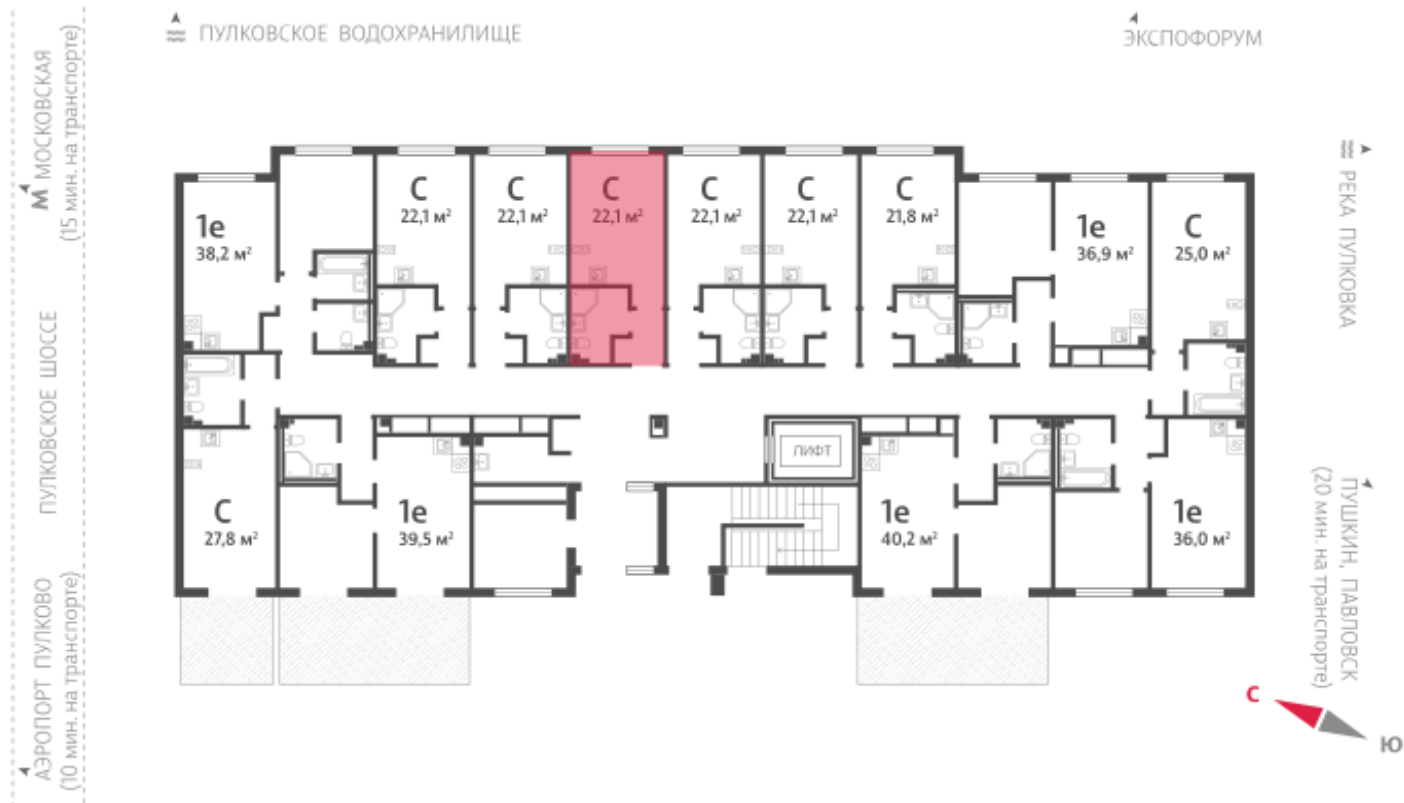 ПУЛКОВСКОЕ ВОДОХРАНИЛИЩЕ
ЭКСПОФОРУМ
М МОСКОВСКАЯ
(15 мин. на транспорте)
ПУЛКОВСКОЕ ШОССЕ
АЭРОПОРТ ПУЛКОВО
(10 мин. на транспорте)
1е
38,2 м²
С
22,1 м²
С
22,1 м²
С
22,1 м²
С
22,1 м²
С
22,1 м²
С
21,8 м²
1е
36,9 м²
С
25,0 м²
С
27,8 м²
1е
39,5 м²
ЛИФТ
1е
40,2 м²
1е
36,0 м²
РЕКА ПУЛКОВКА
ПУШКИН, ПАВЛОВСК
(20 мин. на транспорте)
С
Ю